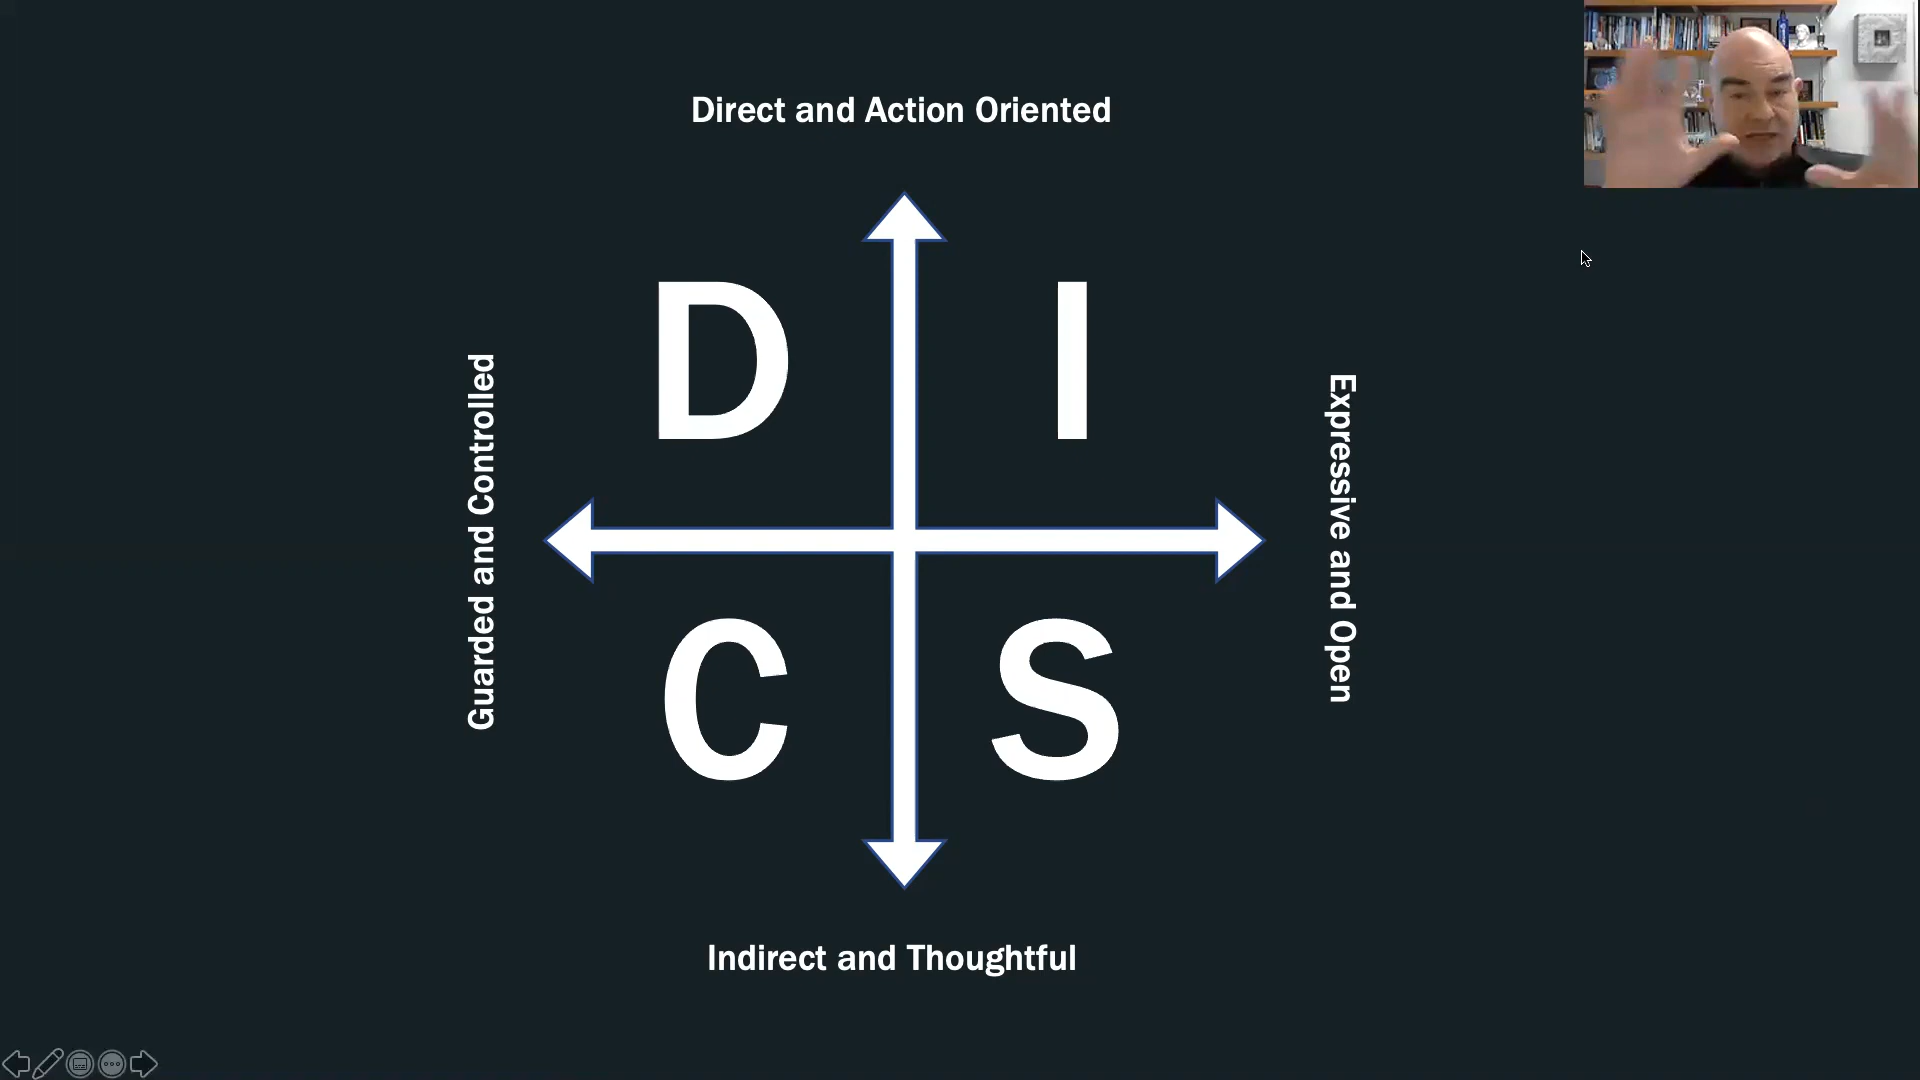 Direct and Action Oriented
D
I
Guarded and Controlled
Expressive and Open
C
S
Indirect and Thoughtful